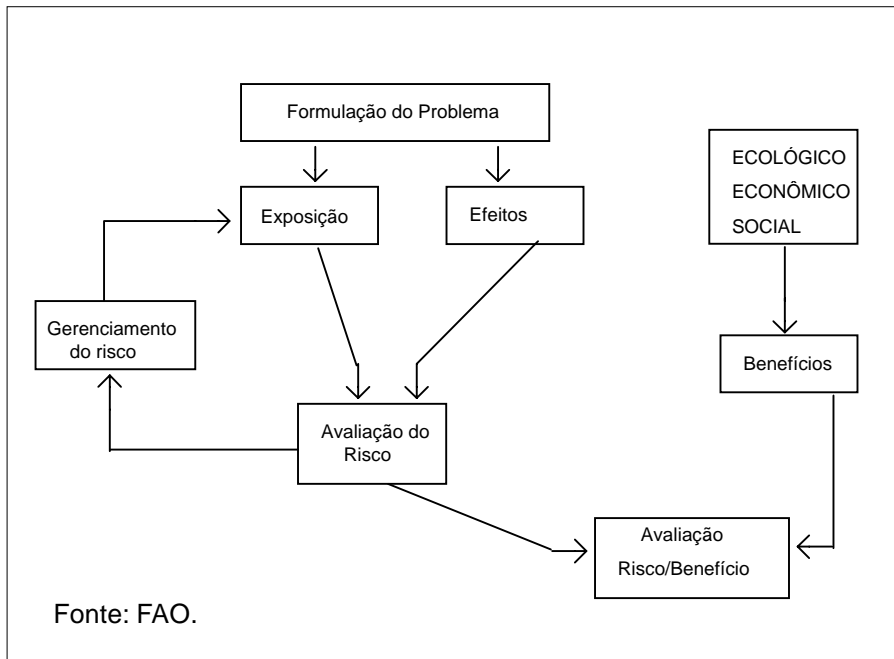 Formulação do Problema
ECOLÓGICO
ECONÔMICO
SOCIAL
Exposição
Efeitos
Gerenciamento
do risco
Benefícios
Avaliação do
Risco
Avaliação
Risco/Benefício
Fonte: FAO.